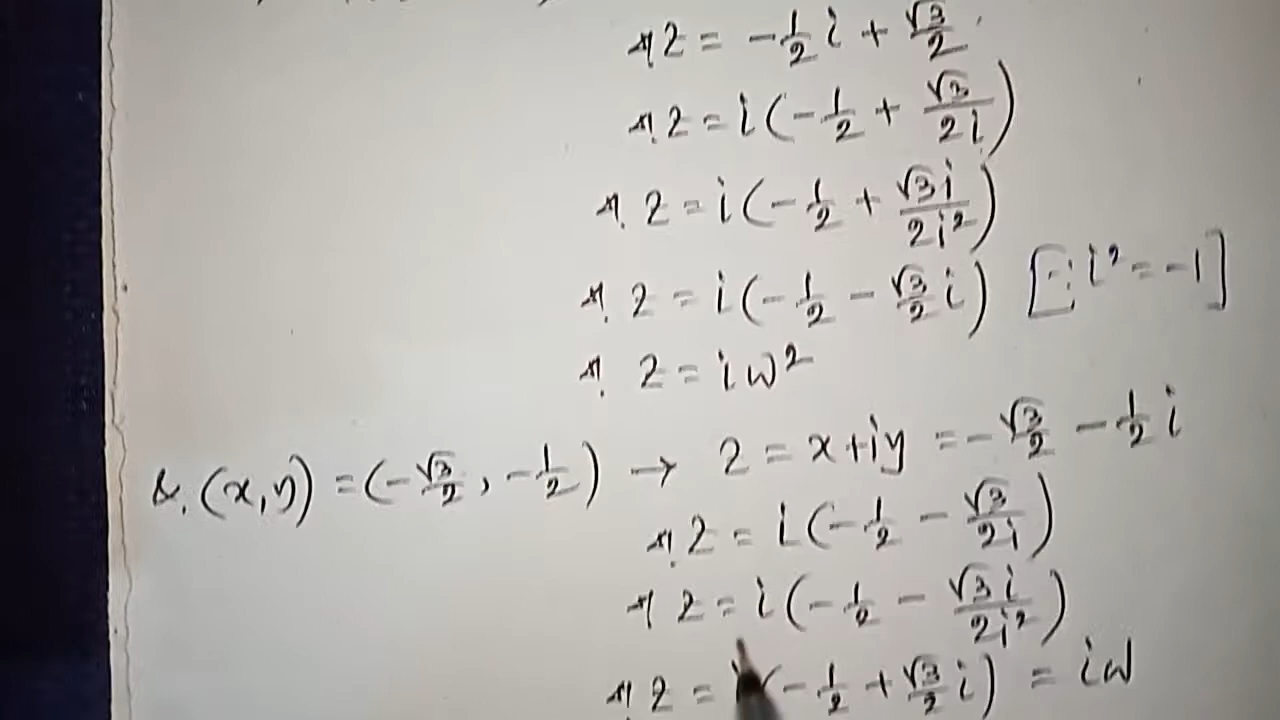 z = -1/2 i + √3/2
z = i(-1/2 + √3/2i)
z = i(-1/2 + √3i/2i²)
z = i(-1/2 - √3/2 i) [∵ i² = -1]
z = iω²
&. (x, y) = (-√3/2, -1/2) → z = x+iy = -√3/2 - 1/2 i
z = i(-1/2 - √3/2i)
z = i(-1/2 - √3i/2i²)
z = (-1/2 + √3/2 i) = iω